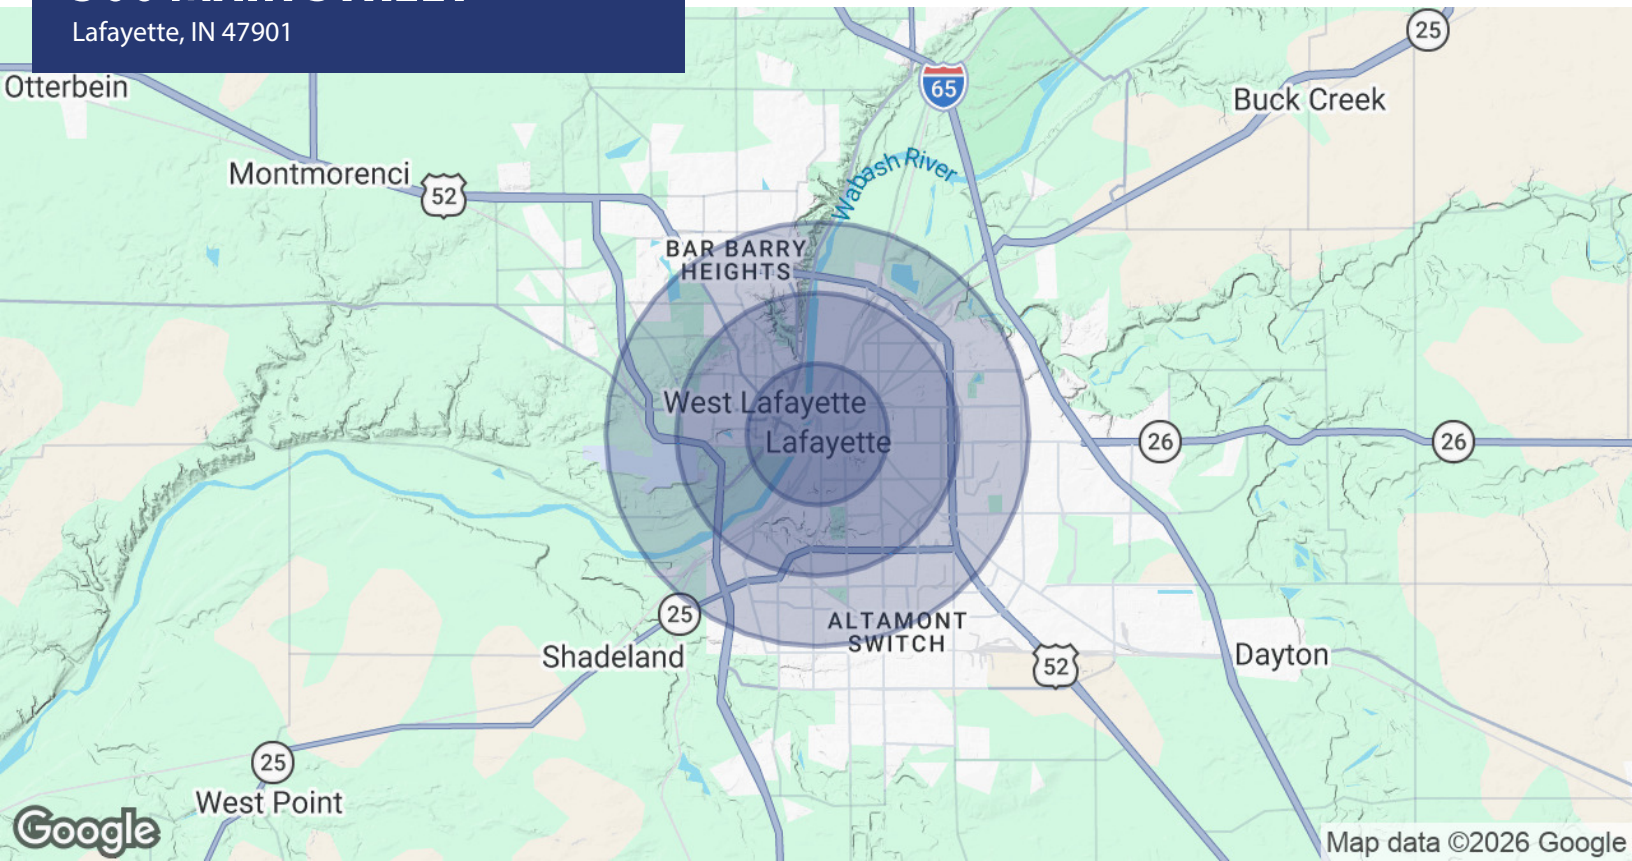 Lafayette, IN 47901
25
65
Otterbein
Buck Creek
Wabash River
Montmorenci
52
BAR BARRY
HEIGHTS
West Lafayette
Lafayette
26
26
25
ALTAMONT
SWITCH
Shadeland
52
Dayton
25
West Point
Google
Map data ©2026 Google